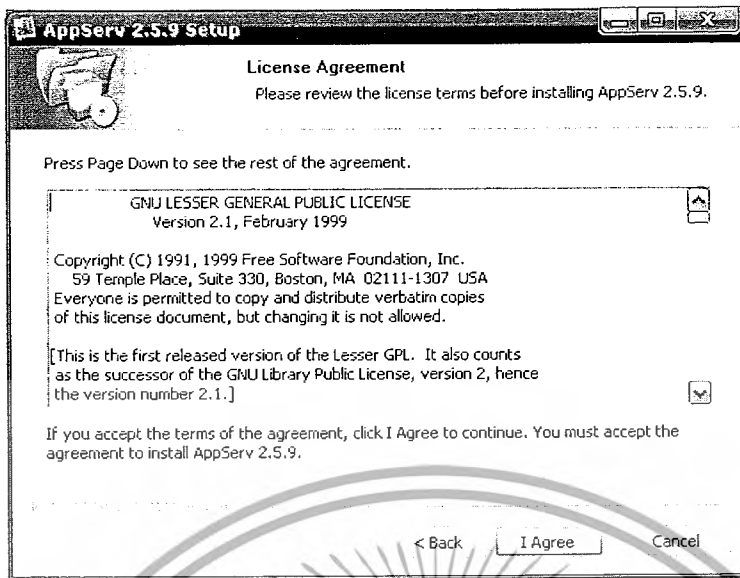 AppServ 2.5.9 Setup
License Agreement
Please review the license terms before installing AppServ 2.5.9.
Press Page Down to see the rest of the agreement.
GNU LESSER GENERAL PUBLIC LICENSE
Version 2.1, February 1999
Copyright (C) 1991, 1999 Free Software Foundation, Inc.
59 Temple Place, Suite 330, Boston, MA 02111-1307 USA
Everyone is permitted to copy and distribute verbatim copies
of this license document, but changing it is not allowed.
[This is the first released version of the Lesser GPL. It also counts
as the successor of the GNU Library Public License, version 2, hence
the version number 2.1.]
If you accept the terms of the agreement, click I Agree to continue. You must accept the
agreement to install AppServ 2.5.9.
< Back I Agree Cancel